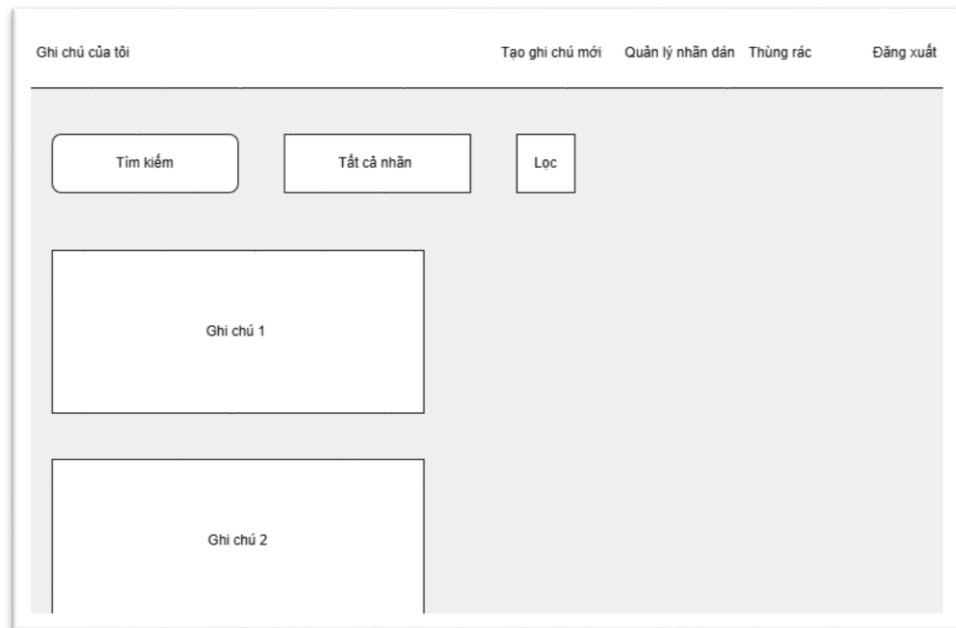 Ghi chú của tôi Tạo ghi chú mới Quản lý nhãn dán Thùng rác Đăng xuất
Tìm kiếm Tất cả nhãn Lọc
Ghi chú 1
Ghi chú 2